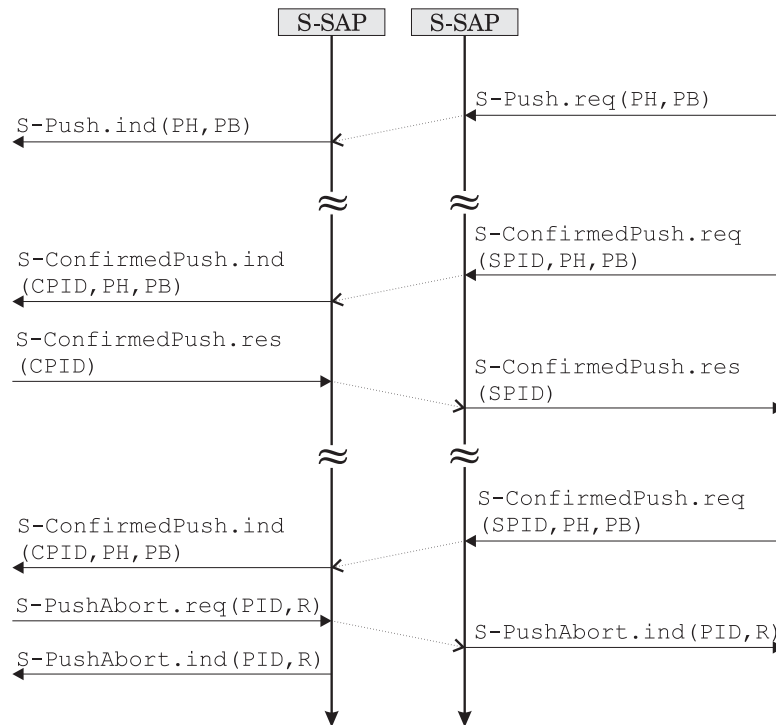 S-SAP
S-SAP
S-Push.req(PH,PB)
S-Push.ind(PH,PB)
≈
≈
S-ConfirmedPush.req
(SPID,PH,PB)
S-ConfirmedPush.ind
(CPID,PH,PB)
S-ConfirmedPush.res
(CPID)
S-ConfirmedPush.res
(SPID)
≈
≈
S-ConfirmedPush.req
(SPID,PH,PB)
S-ConfirmedPush.ind
(CPID,PH,PB)
S-PushAbort.req(PID,R)
S-PushAbort.ind(PID,R)
S-PushAbort.ind(PID,R)